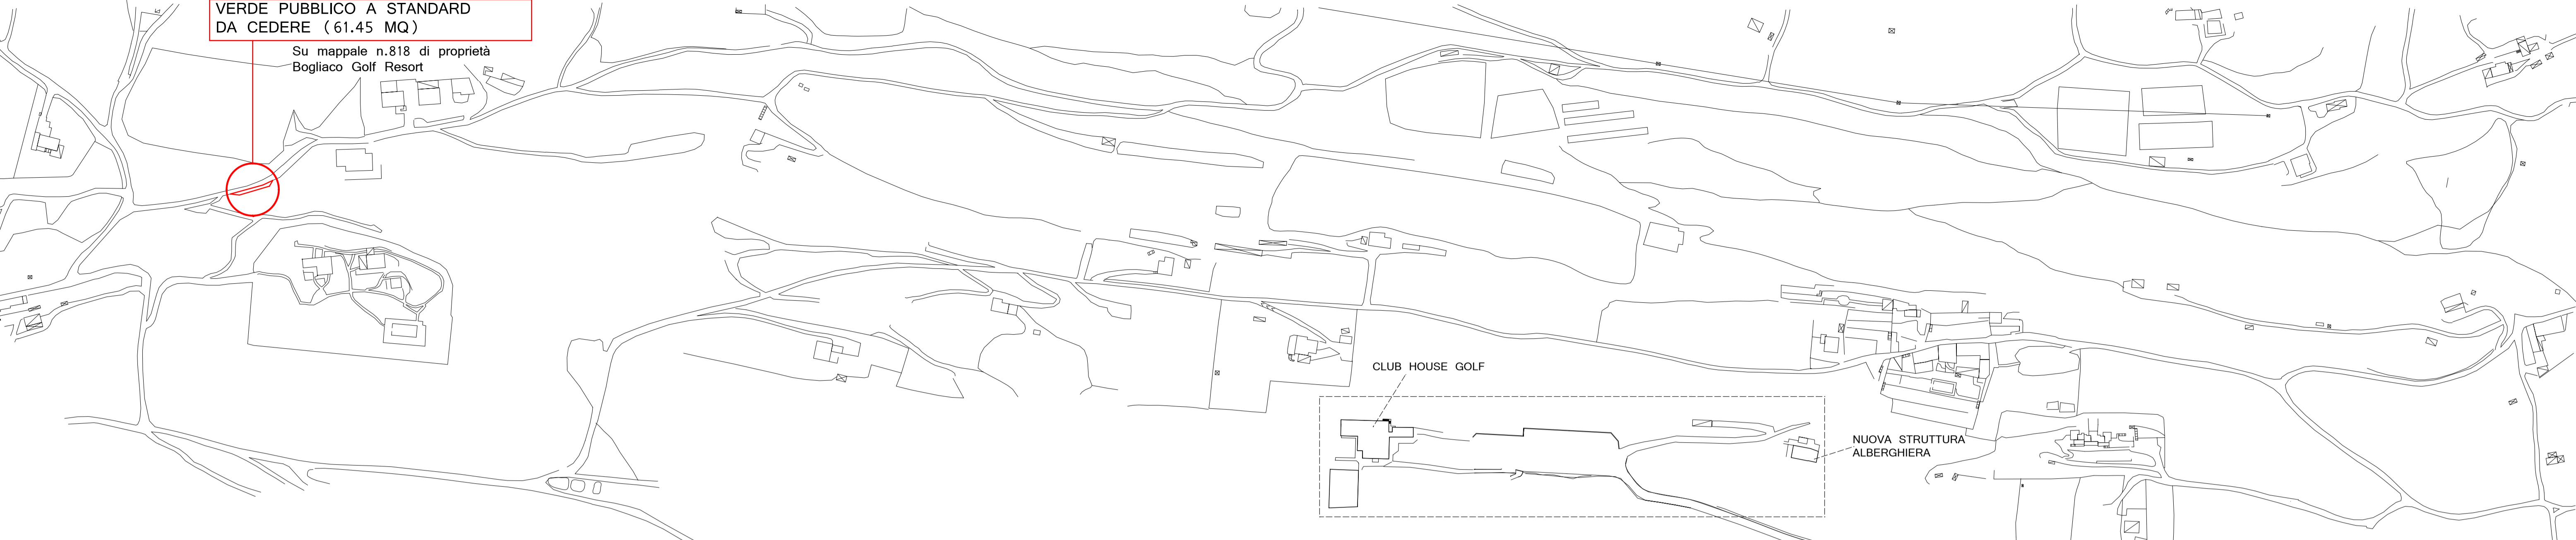 VERDE PUBBLICO A STANDARD
DA CEDERE (61.45 MQ)
Su mappale n.818 di proprietà
Bogliaco Golf Resort
CLUB HOUSE GOLF
NUOVA STRUTTURA
ALBERGHIERA